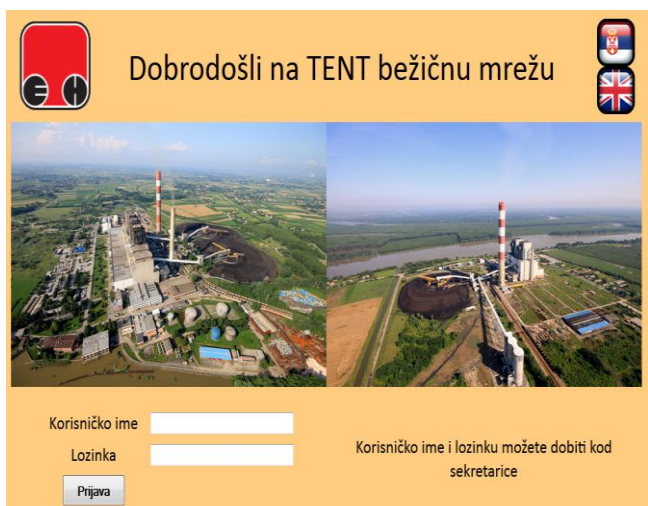 Dobrodošli na TENT bežičnu mrežu
Korisničko ime
Lozinka
Prijava
Korisničko ime i lozinku možete dobiti kod
sekretarice